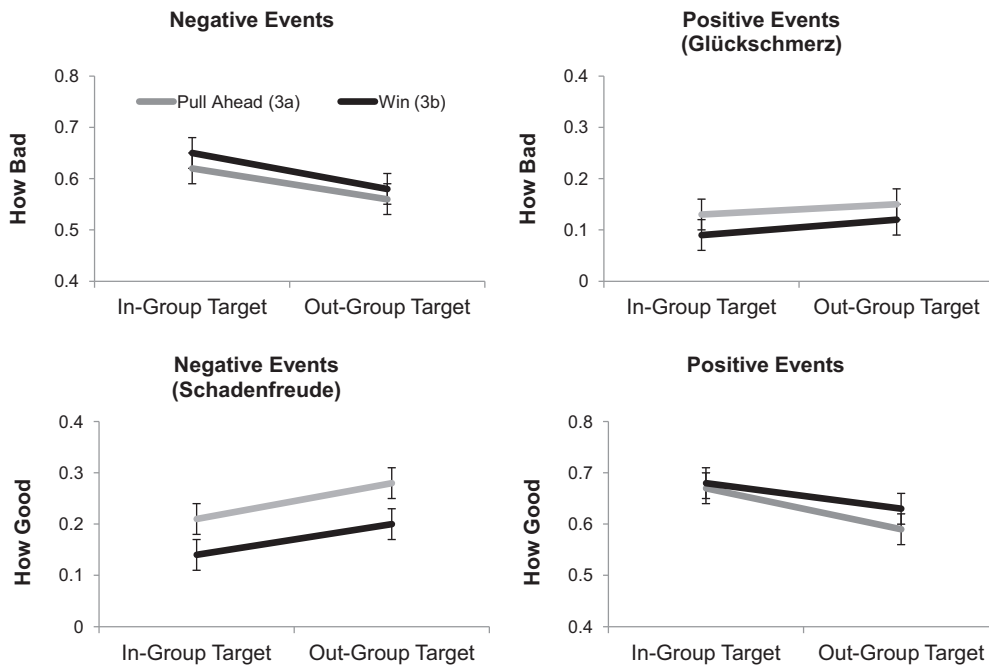 Negative Events
0.8
0.7
0.6
0.5
0.4
How Bad
Pull Ahead (3a)
Win (3b)
In-Group Target
Out-Group Target
Positive Events
(Glückschmerz)
0.4
0.3
0.2
0.1
0
How Bad
In-Group Target
Out-Group Target
Negative Events
(Schadenfreude)
0.4
0.3
0.2
0.1
0
How Good
In-Group Target
Out-Group Target
Positive Events
0.8
0.7
0.6
0.5
0.4
How Good
In-Group Target
Out-Group Target